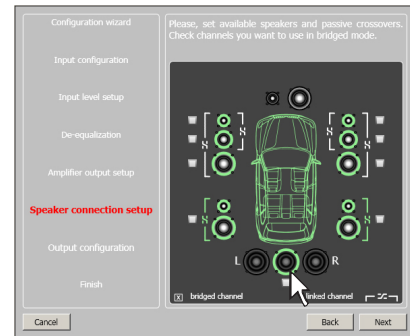 Configuration wizard
Input configuration
Input level setup
De-equalization
Amplifier output setup
Speaker connection setup
Output configuration
Finish
Please, set available speakers and passive crossovers.
Check channels you want to use in bridged mode.
L
R
X bridged channel
linked channel
Cancel
Back
Next